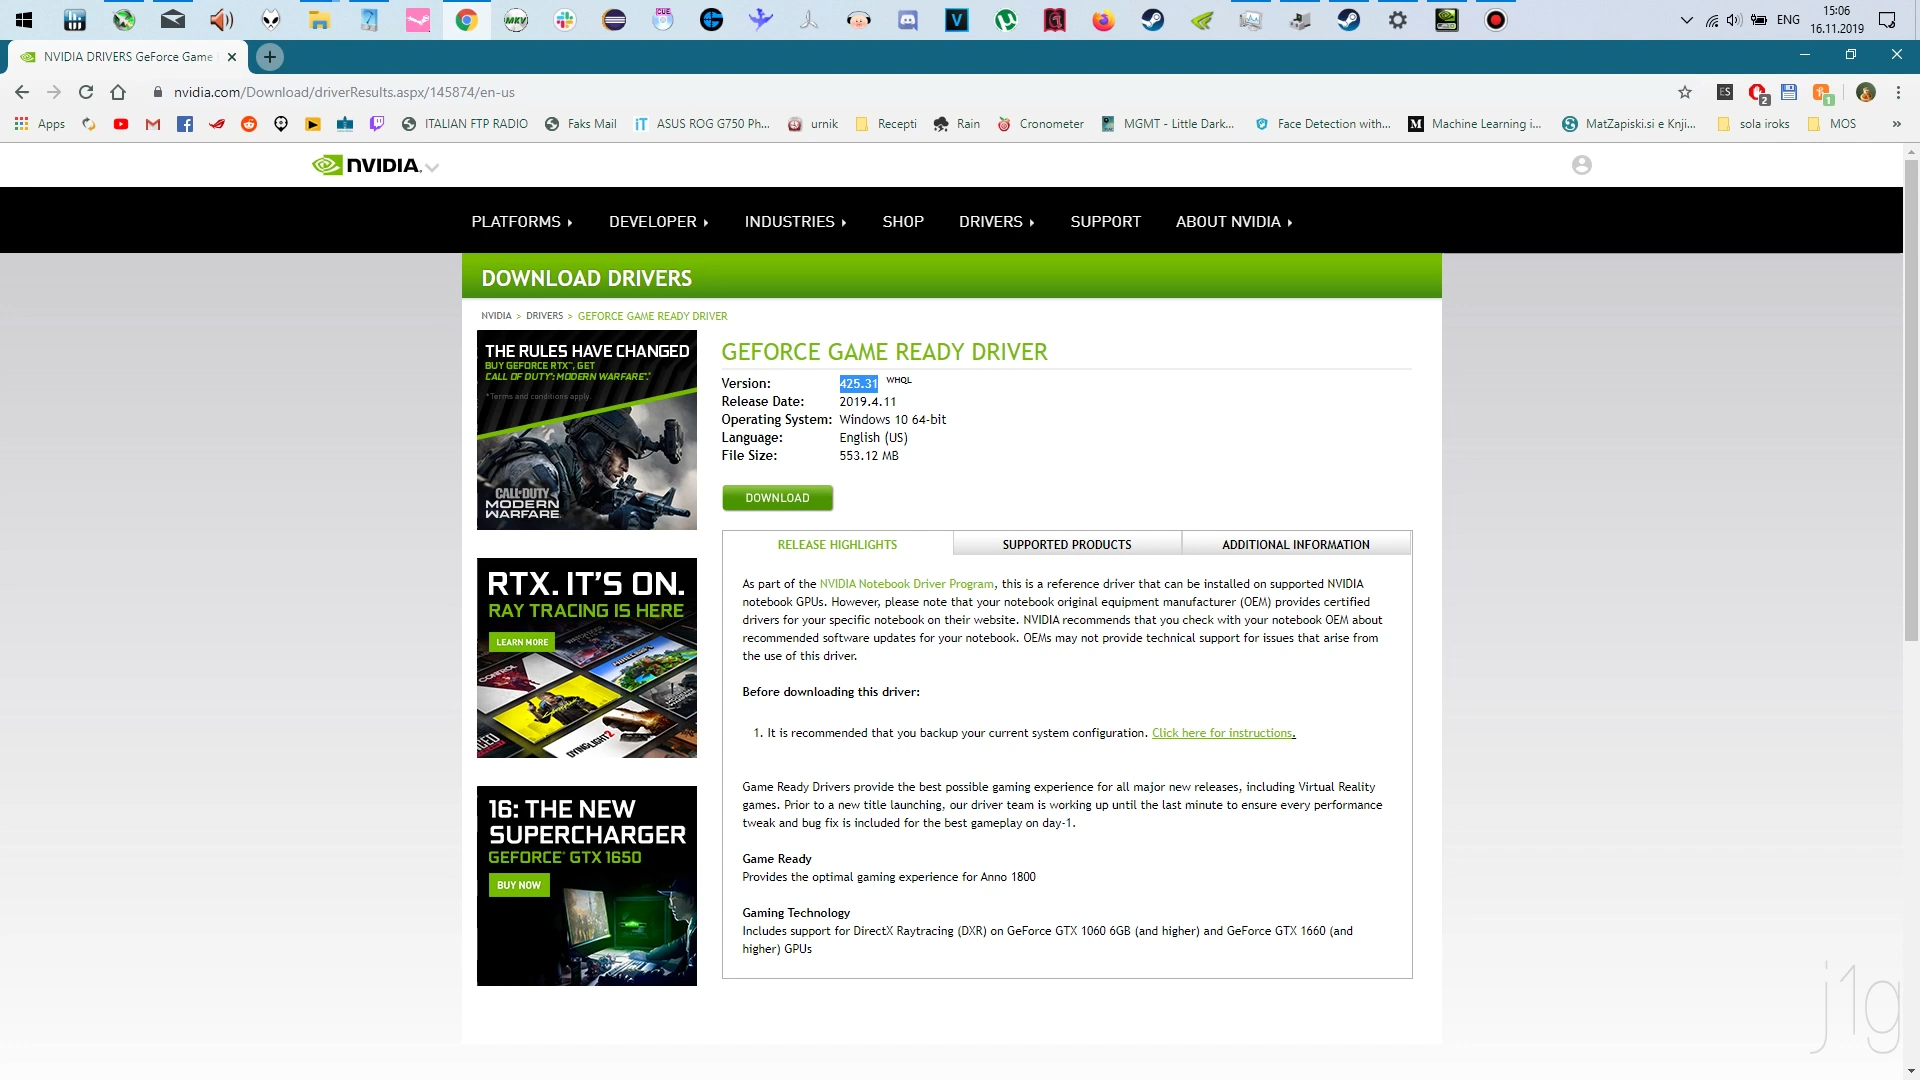 ENG
15:06
16.11.2019
NVIDIA DRIVERS GeForce Game
nvidia.com/Download/driverResults.aspx/145874/en-us
ES
2
1
Apps
ITALIAN FTP RADIO
Faks Mail
iT
ASUS ROG G750 Ph...
urnik
Recepti
Rain
Cronometer
MGMT - Little Dark...
Face Detection with...
M
Machine Learning i...
MatZapiski.si e Knji...
sola iroks
MOS
»
NVIDIA.
PLATFORMS
DEVELOPER
INDUSTRIES
SHOP
DRIVERS
SUPPORT
ABOUT NVIDIA
DOWNLOAD DRIVERS
NVIDIA > DRIVERS > GEFORCE GAME READY DRIVER
THE RULES HAVE CHANGED
BUY GEFORCE RTX™, GET
CALL OF DUTY®: MODERN WARFARE®.*
*Terms and conditions apply.
CALL OF DUTY
MODERN
WARFARE
RTX. IT'S ON.
RAY TRACING IS HERE
LEARN MORE
CONTROL
MINECRAFT
DYING LIGHT 2
16: THE NEW
SUPERCHARGER
GEFORCE® GTX 1650
BUY NOW
GEFORCE GAME READY DRIVER
Version: 425.31 WHQL
Release Date: 2019.4.11
Operating System: Windows 10 64-bit
Language: English (US)
File Size: 553.12 MB
DOWNLOAD
RELEASE HIGHLIGHTS
SUPPORTED PRODUCTS
ADDITIONAL INFORMATION
As part of the NVIDIA Notebook Driver Program, this is a reference driver that can be installed on supported NVIDIA
notebook GPUs. However, please note that your notebook original equipment manufacturer (OEM) provides certified
drivers for your specific notebook on their website. NVIDIA recommends that you check with your notebook OEM about
recommended software updates for your notebook. OEMs may not provide technical support for issues that arise from
the use of this driver.
Before downloading this driver:
1. It is recommended that you backup your current system configuration. Click here for instructions.
Game Ready Drivers provide the best possible gaming experience for all major new releases, including Virtual Reality
games. Prior to a new title launching, our driver team is working up until the last minute to ensure every performance
tweak and bug fix is included for the best gameplay on day-1.
Game Ready
Provides the optimal gaming experience for Anno 1800
Gaming Technology
Includes support for DirectX Raytracing (DXR) on GeForce GTX 1060 6GB (and higher) and GeForce GTX 1660 (and
higher) GPUs
j1g